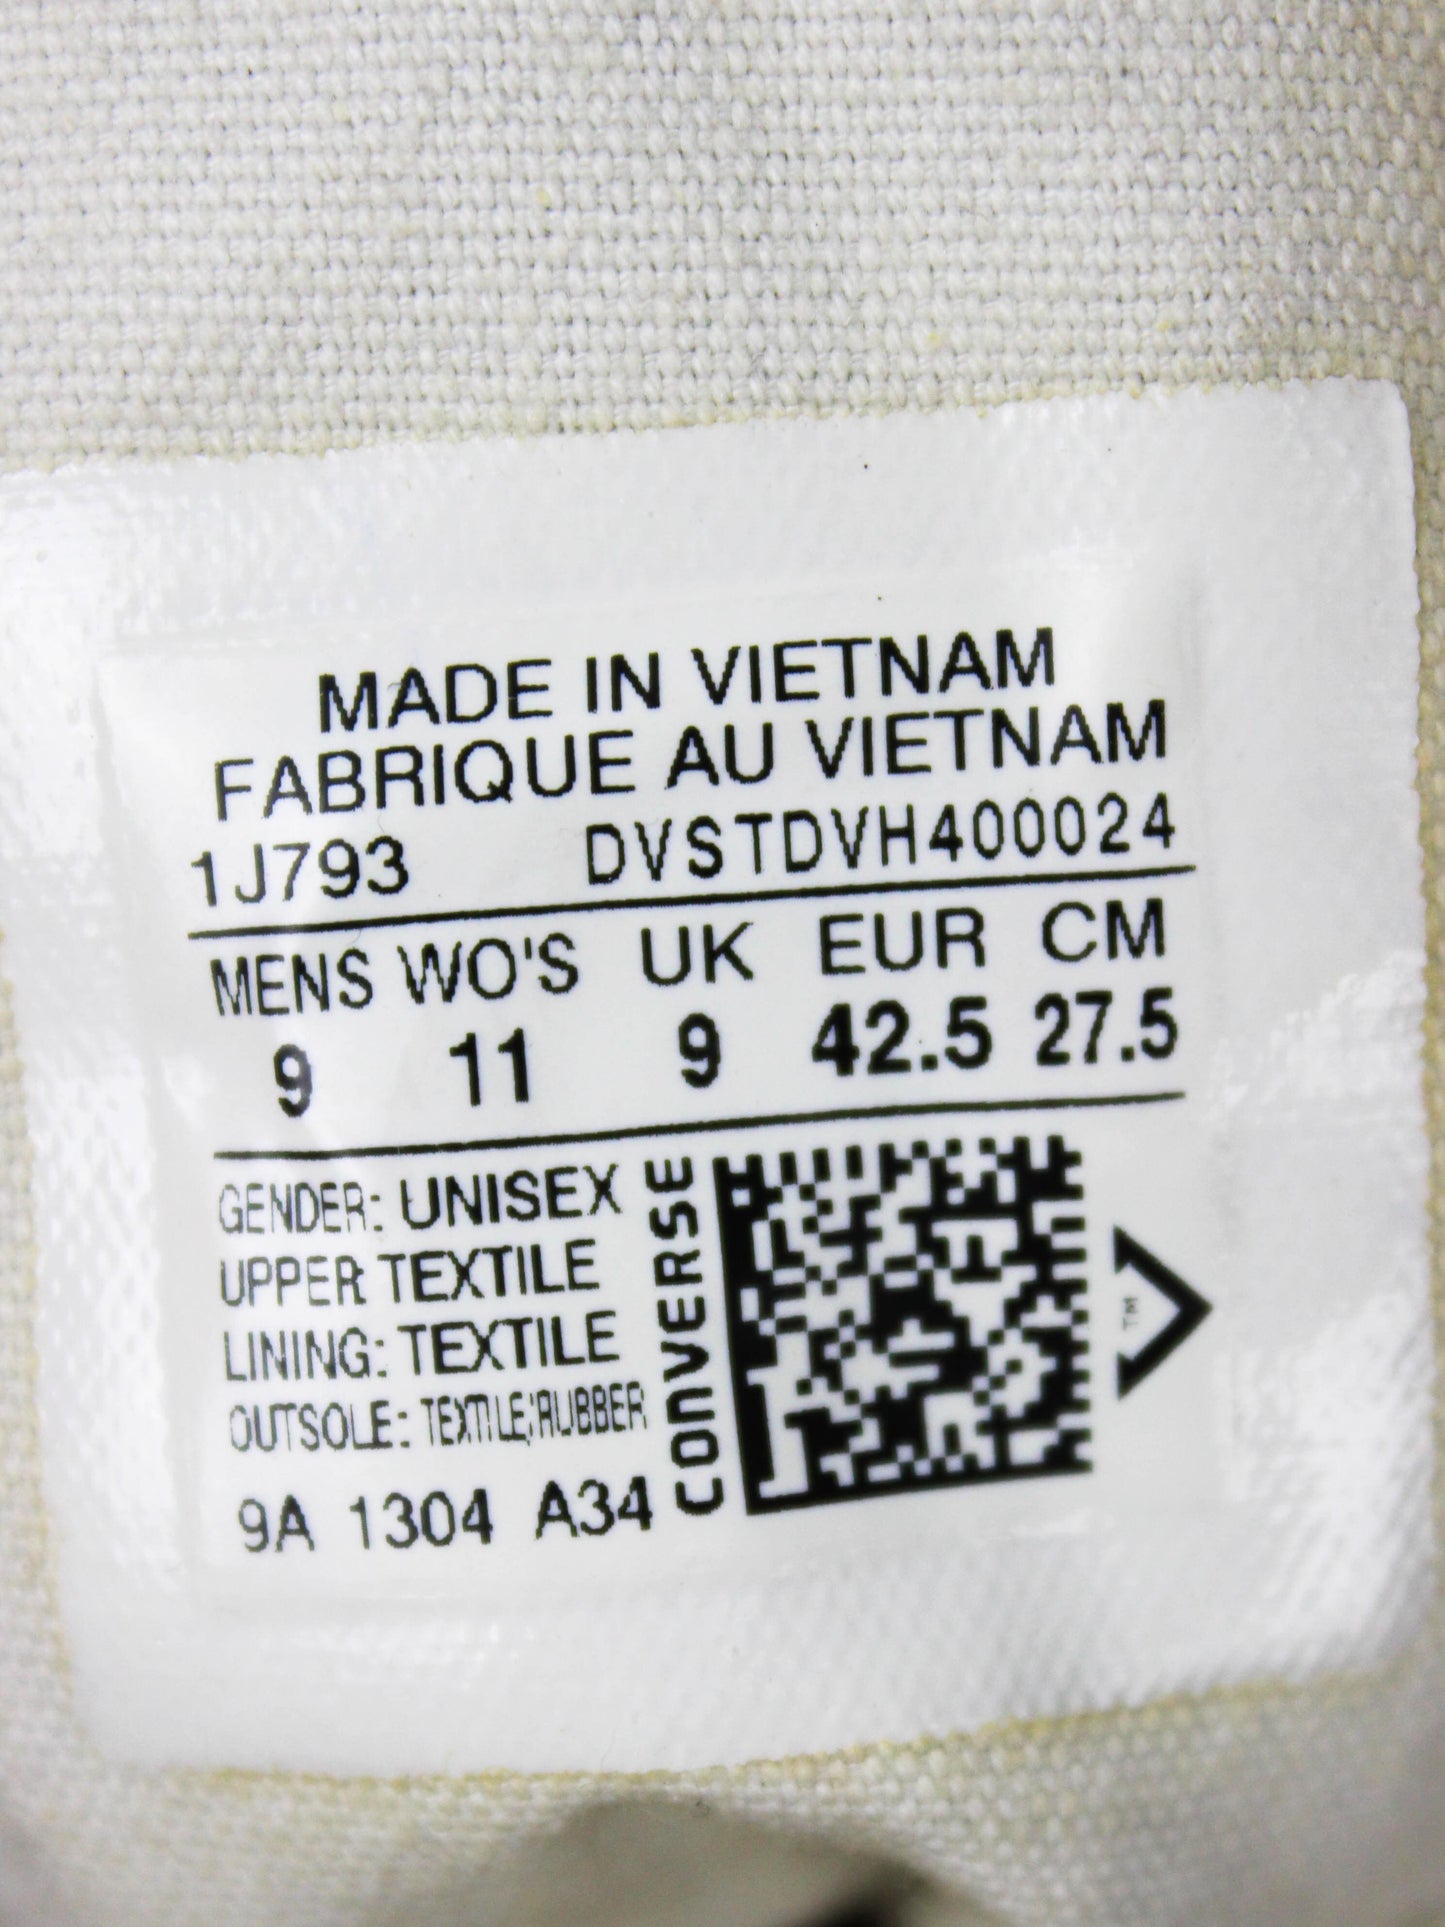 MADE IN VIETNAM
FABRIQUE AU VIETNAM
1J793 DVSTDVH400024
MENS WO'S UK EUR CM
9 11 9 42.5 27.5
GENDER: UNISEX
UPPER: TEXTILE
LINING: TEXTILE
OUTSOLE: TEXTILE/RUBBER
9A 1304 A34
CONVERSE
TM